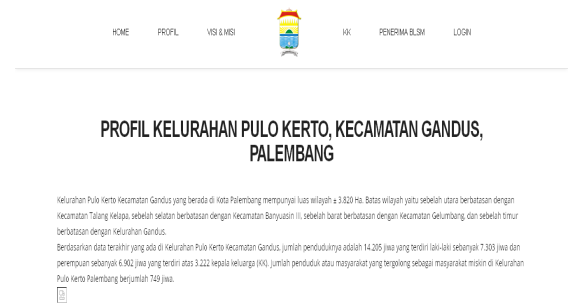 HOME PROFIL VISI & MISI KK PENERIMA BLSM LOGIN
PROFIL KELURAHAN PULO KERTO, KECAMATAN GANDUS,
PALEMBANG
Kelurahan Pulo Kerto Kecamatan Gandus yang berada di Kota Palembang mempunyai luas wilayah ± 3.820 Ha. Batas wilayah yaitu sebelah utara berbatasan dengan
Kecamatan Talang Kelapa, sebelah selatan berbatasan dengan Kecamatan Banyuasin III, sebelah barat berbatasan dengan Kecamatan Gelumbang, dan sebelah timur
berbatasan dengan Kelurahan Gandus.
Berdasarkan data terakhir yang ada di Kelurahan Pulo Kerto Kecamatan Gandus, jumlah penduduknya adalah 14.205 jiwa yang terdiri laki-laki sebanyak 7.303 jiwa dan
perempuan sebanyak 6.902 jiwa yang terdiri atas 3.222 kepala keluarga (KK). Jumlah penduduk atau masyarakat yang tergolong sebagai masyarakat miskin di Kelurahan
Pulo Kerto Palembang berjumlah 749 jiwa.